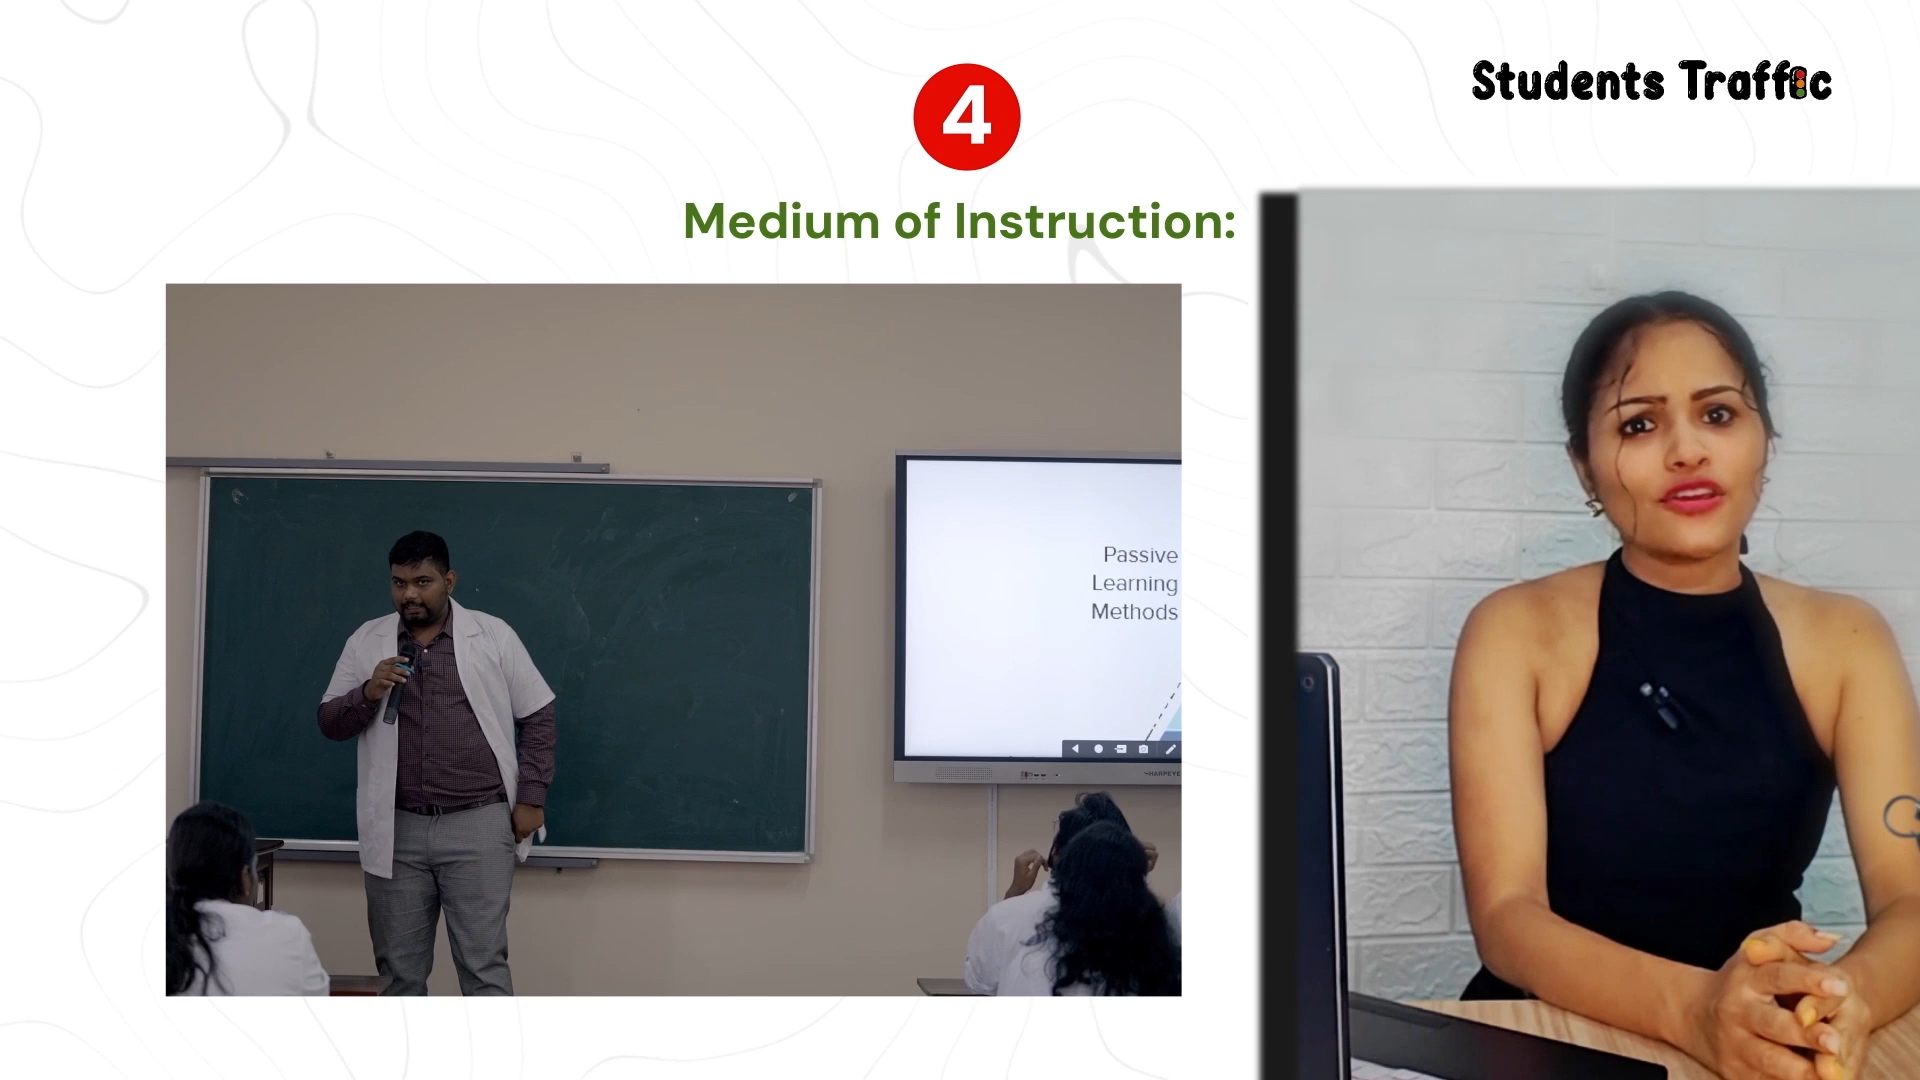 4
Students Traffic
Medium of Instruction:
Passive
Learning
Methods